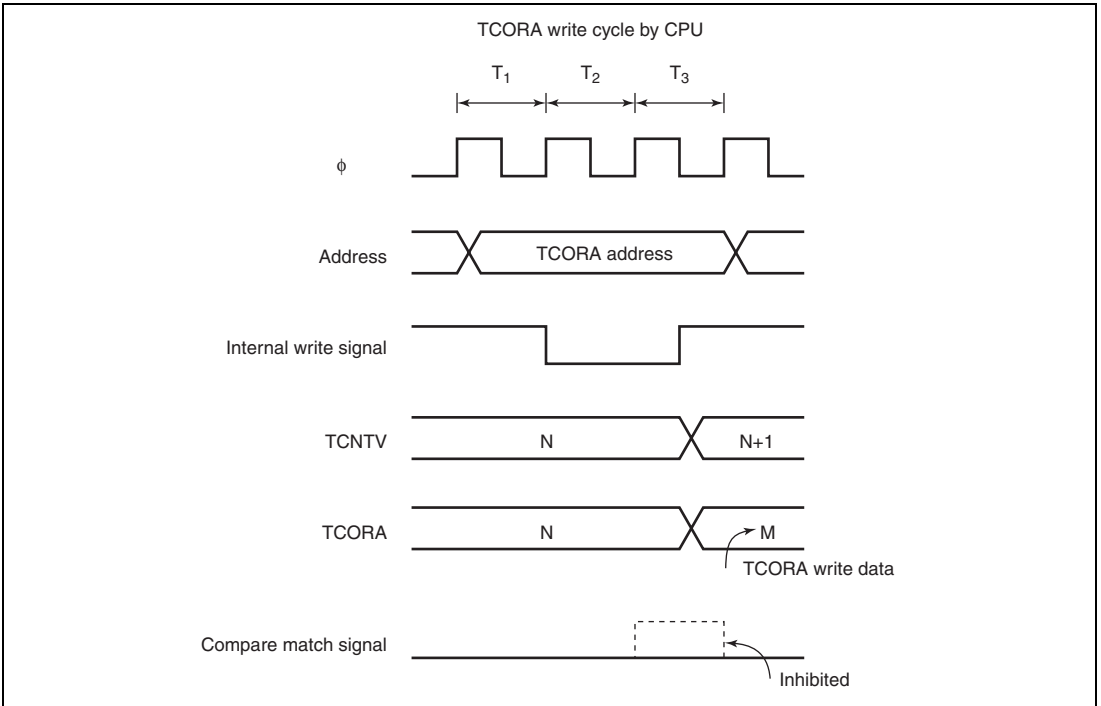 TCORA write cycle by CPU
T1 T2 T3
ϕ
Address
TCORA address
Internal write signal
TCNTV
N
N+1
TCORA
N
M
TCORA write data
Compare match signal
Inhibited